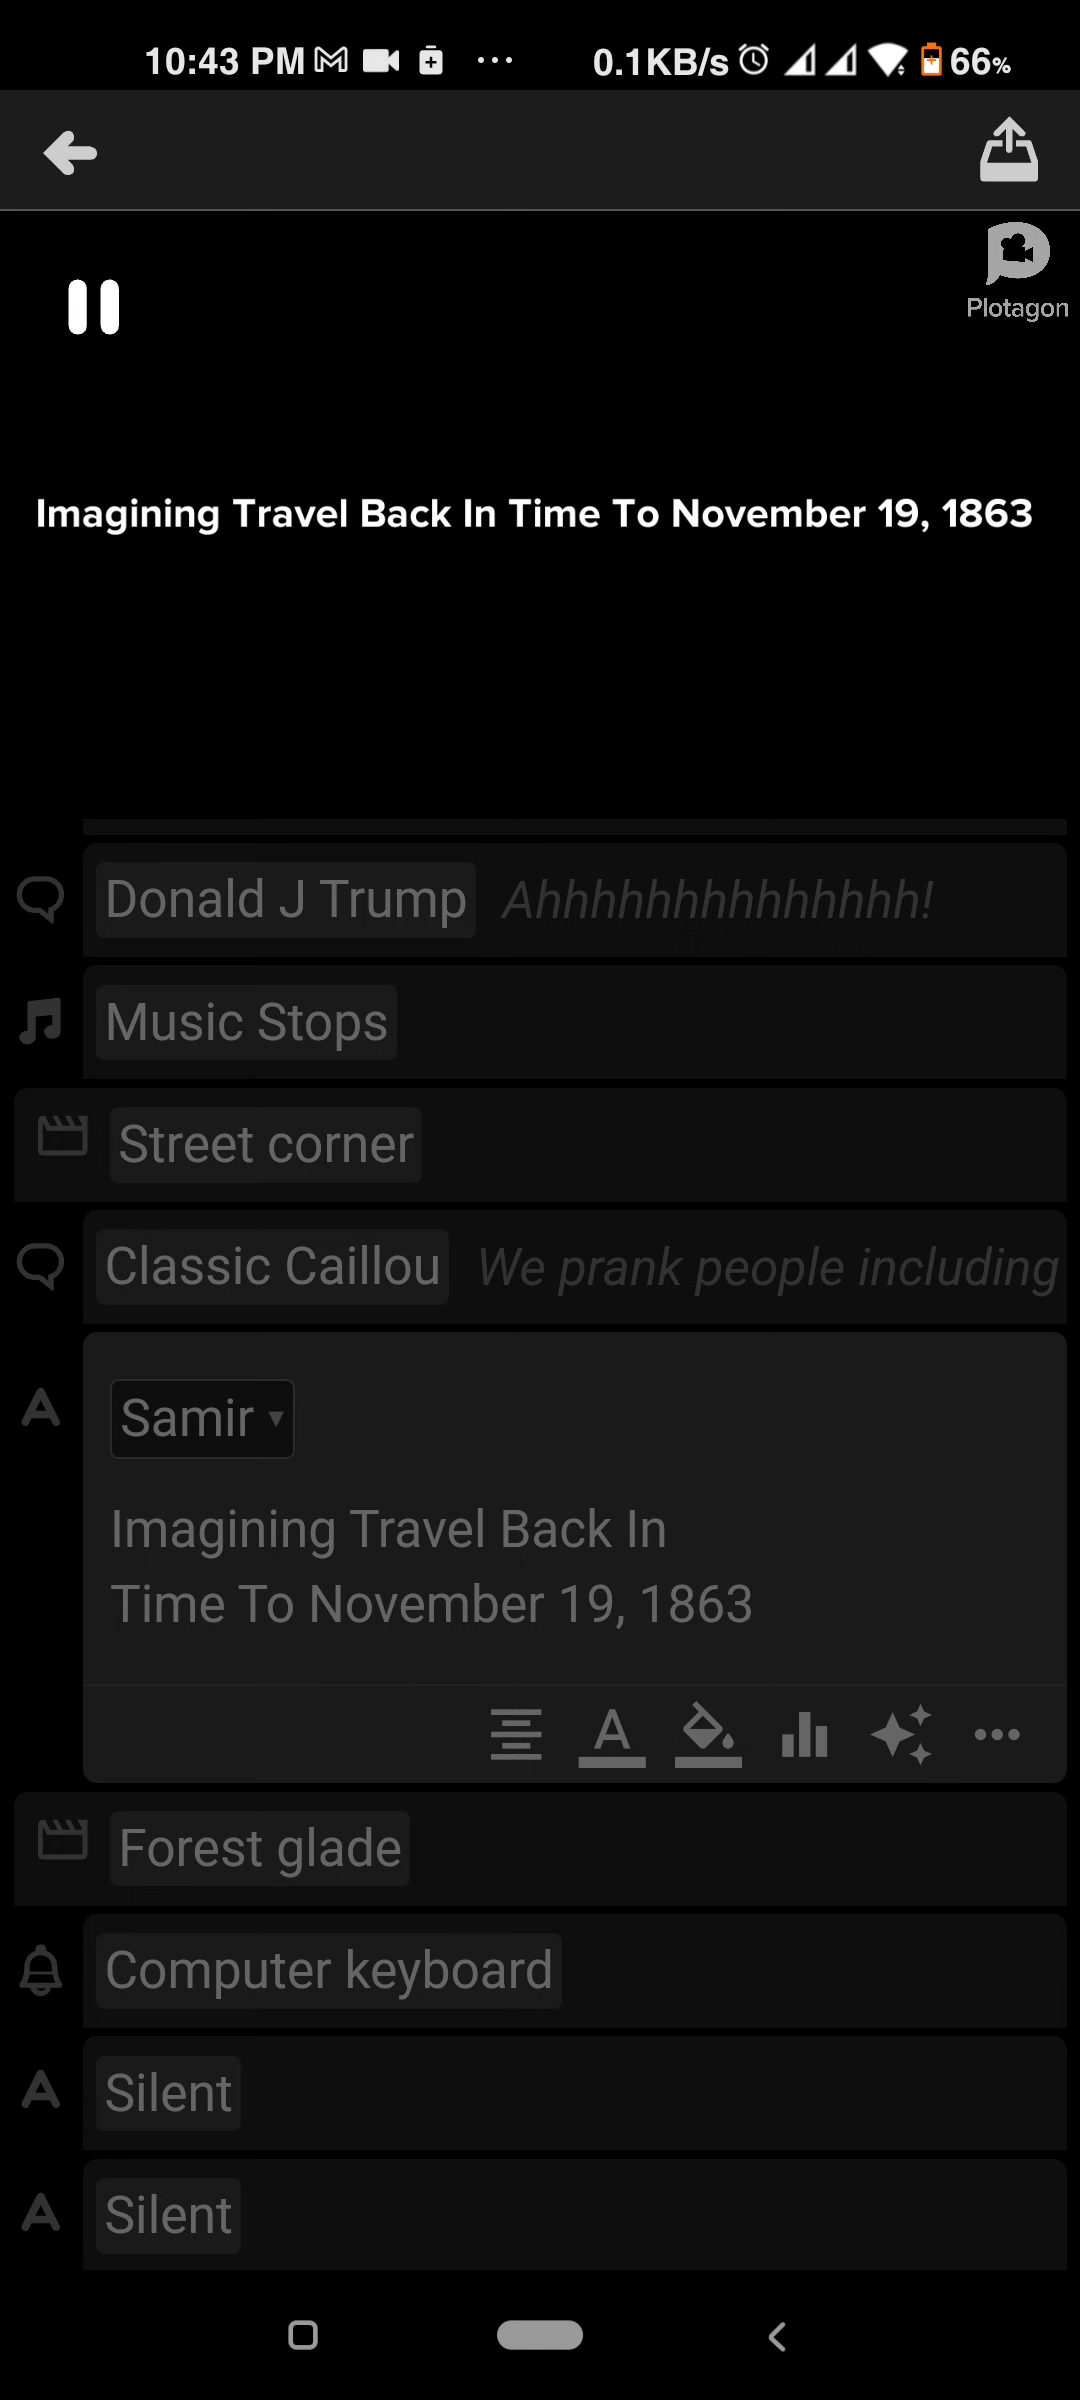 10:43 PM ... 0.1KB/s 66%
Plotagon
Imagining Travel Back In Time To November 19, 1863
Donald J Trump Ahhhhhhhhhhhhhh!
Music Stops
Street corner
Classic Caillou We prank people including
Samir
Imagining Travel Back In
Time To November 19, 1863
A
Forest glade
Computer keyboard
Silent
Silent